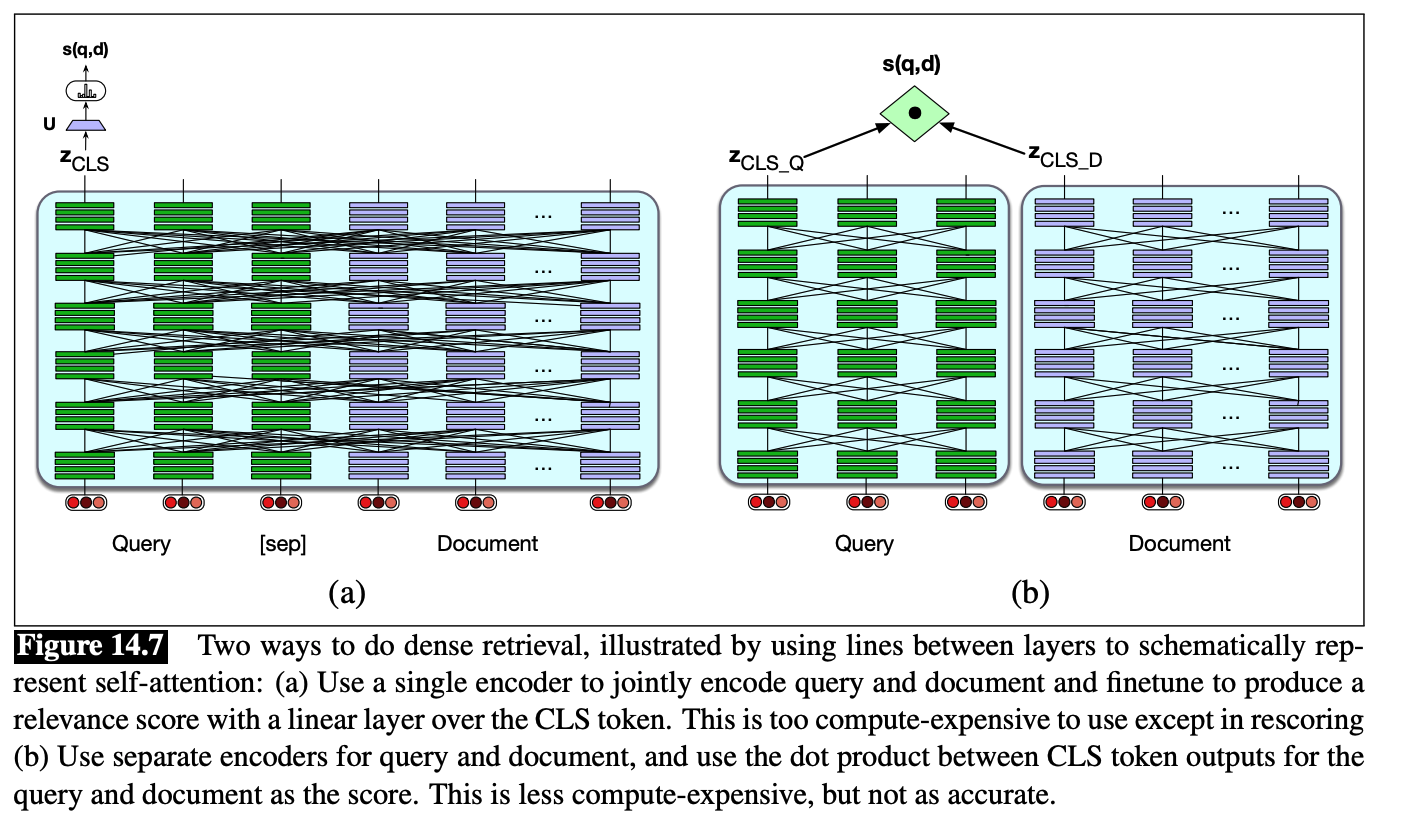 s(q,d)
U
zCLS
...
...
...
...
...
...
Query
[sep]
Document
(a)
s(q,d)
zCLS_Q
zCLS_D
...
...
...
...
...
...
Query
Document
(b)
Figure 14.7 Two ways to do dense retrieval, illustrated by using lines between layers to schematically rep-
resent self-attention: (a) Use a single encoder to jointly encode query and document and finetune to produce a
relevance score with a linear layer over the CLS token. This is too compute-expensive to use except in rescoring
(b) Use separate encoders for query and document, and use the dot product between CLS token outputs for the
query and document as the score. This is less compute-expensive, but not as accurate.